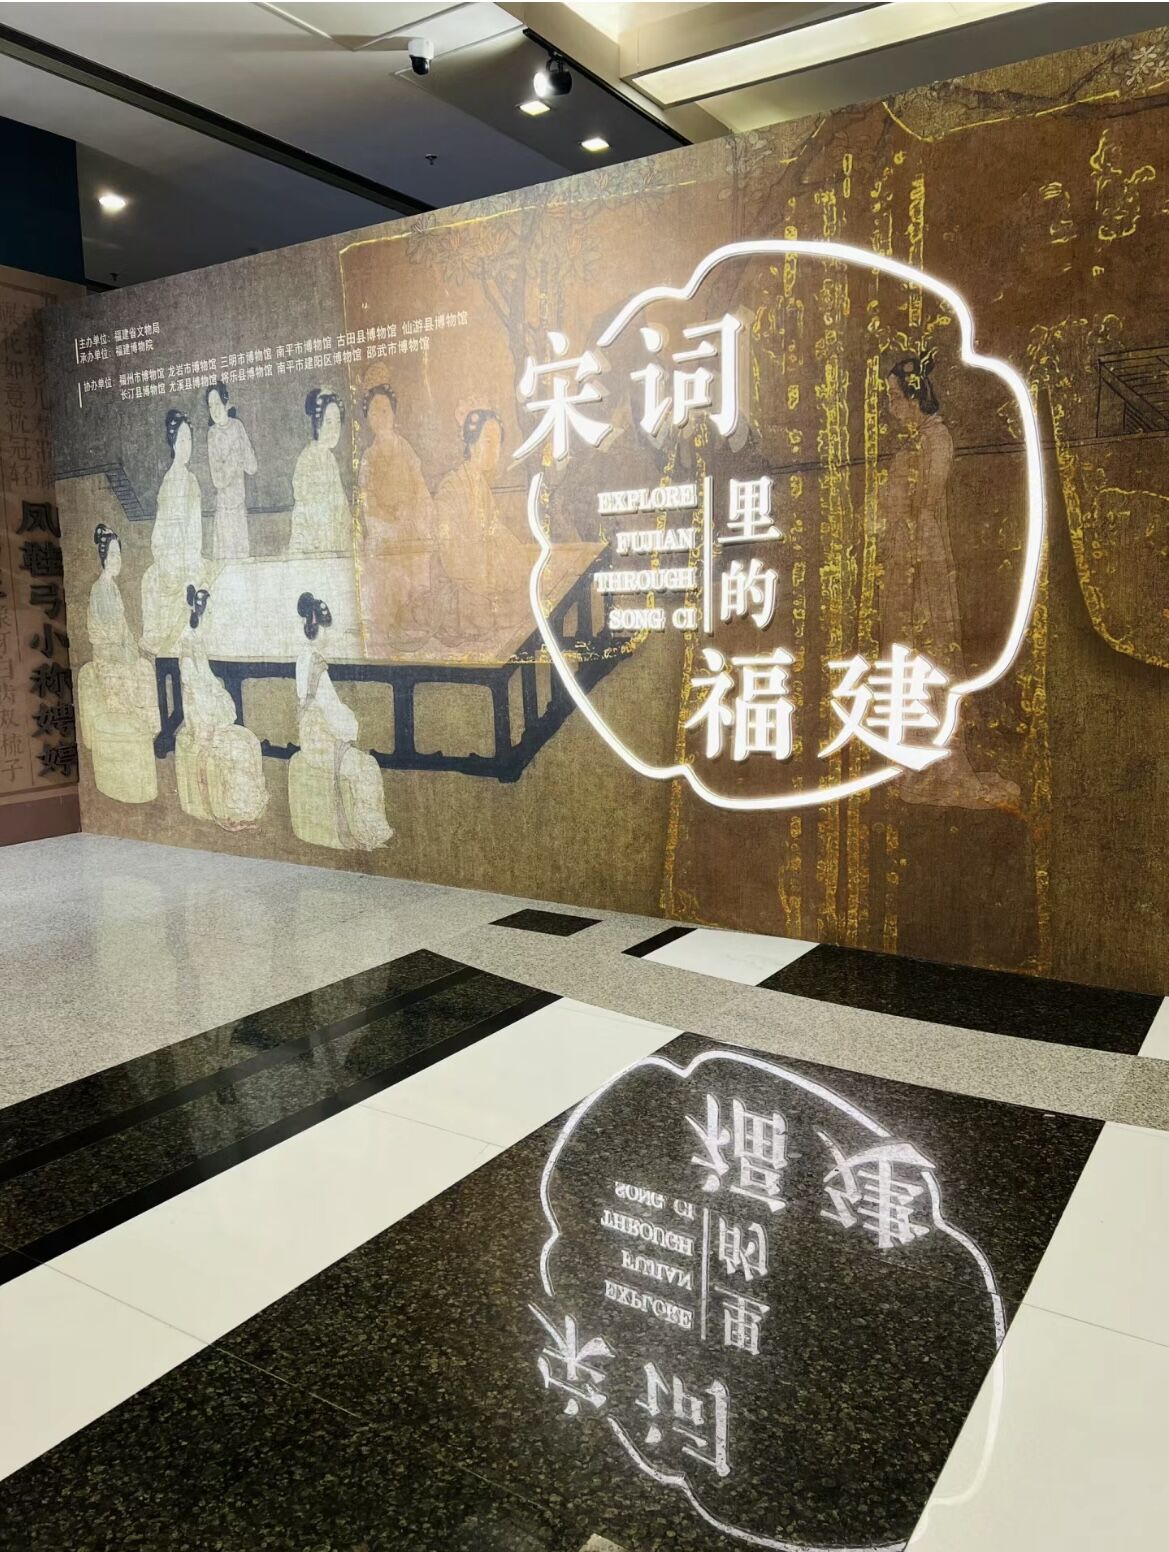 主办单位：福建省文物局
承办单位：福建博物院
协办单位：福州市博物馆 龙岩市博物馆 三明市博物馆 南平市博物馆 古田县博物馆 仙游县博物馆
长汀县博物馆 尤溪县博物馆 将乐县博物馆 南平市建阳区博物馆 邵武市博物馆
宋词
里的
福建
EXPLORE
FUJIAN
THROUGH
SONG CI
凤鞋弓小称娉婷